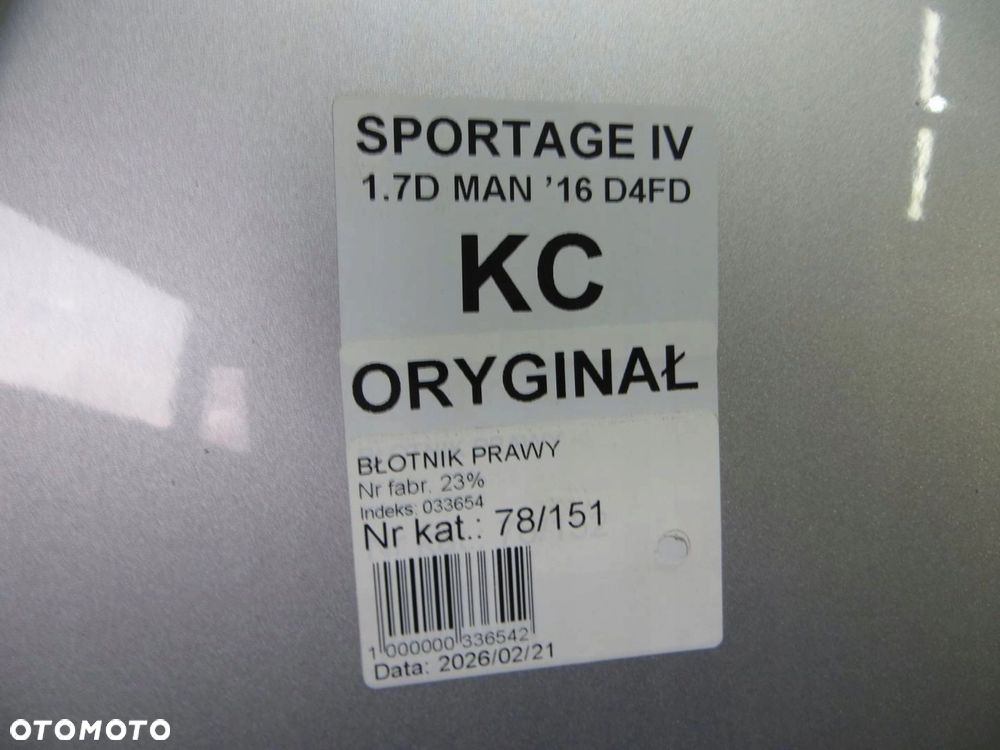 SPORTAGE IV
1.7D MAN '16 D4FD
KC
ORYGINAŁ
BŁOTNIK PRAWY
Nr fabr. 23%
Indeks: 033654
Nr kat.: 78/151
1 000000 336542
Data: 2026/02/21
OTOMOTO